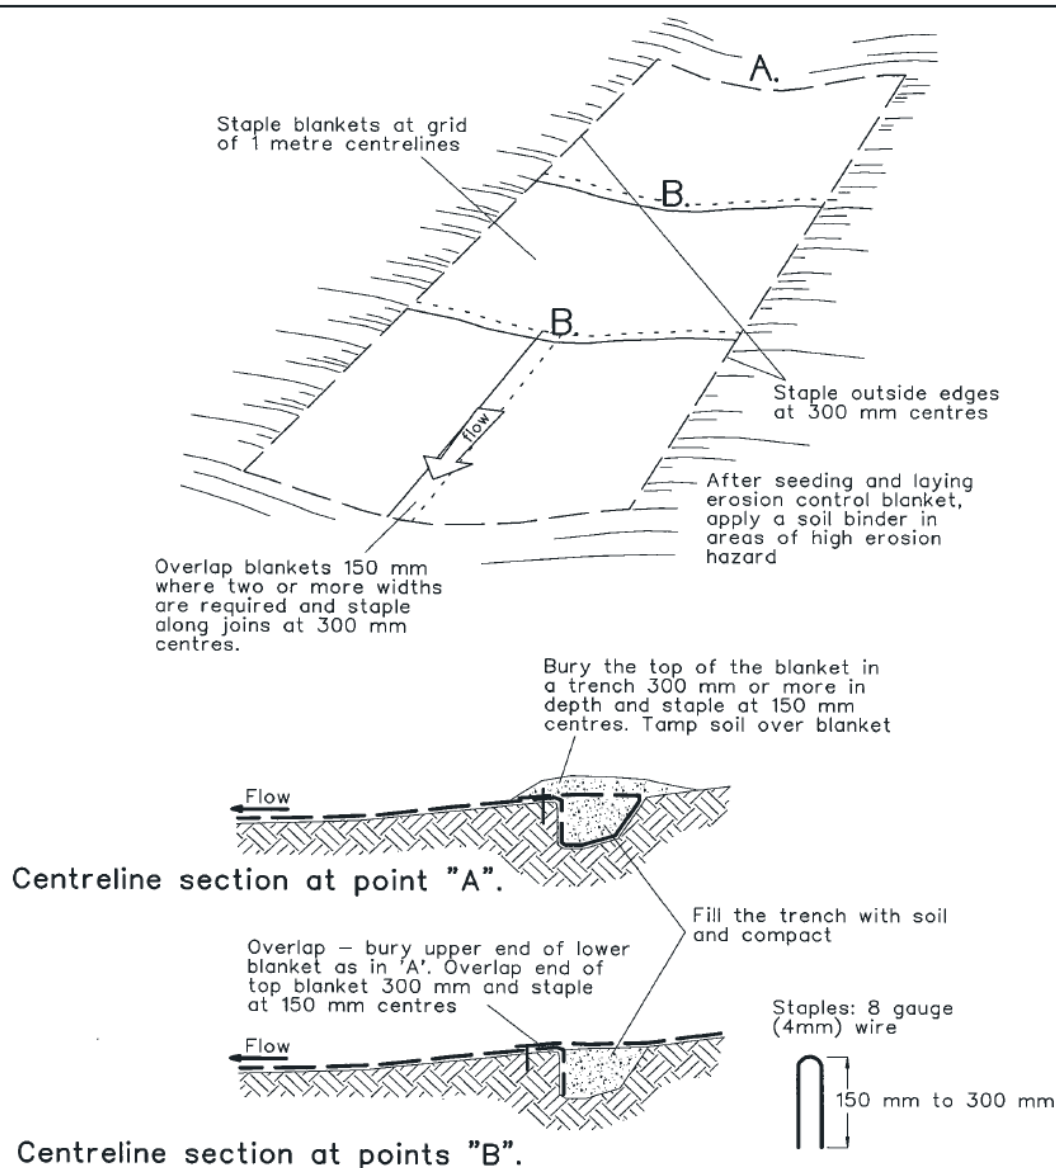 A.
Staple blankets at grid
of 1 metre centrelines
B.
B.
Staple outside edges
at 300 mm centres
flow
After seeding and laying
erosion control blanket,
apply a soil binder in
areas of high erosion
hazard
Overlap blankets 150 mm
where two or more widths
are required and staple
along joins at 300 mm
centres.
Bury the top of the blanket in
a trench 300 mm or more in
depth and staple at 150 mm
centres. Tamp soil over blanket
Flow
Centreline section at point "A".
Fill the trench with soil
and compact
Overlap – bury upper end of lower
blanket as in 'A'. Overlap end of
top blanket 300 mm and staple
at 150 mm centres
Staples: 8 gauge
(4mm) wire
Flow
150 mm to 300 mm
Centreline section at points "B".